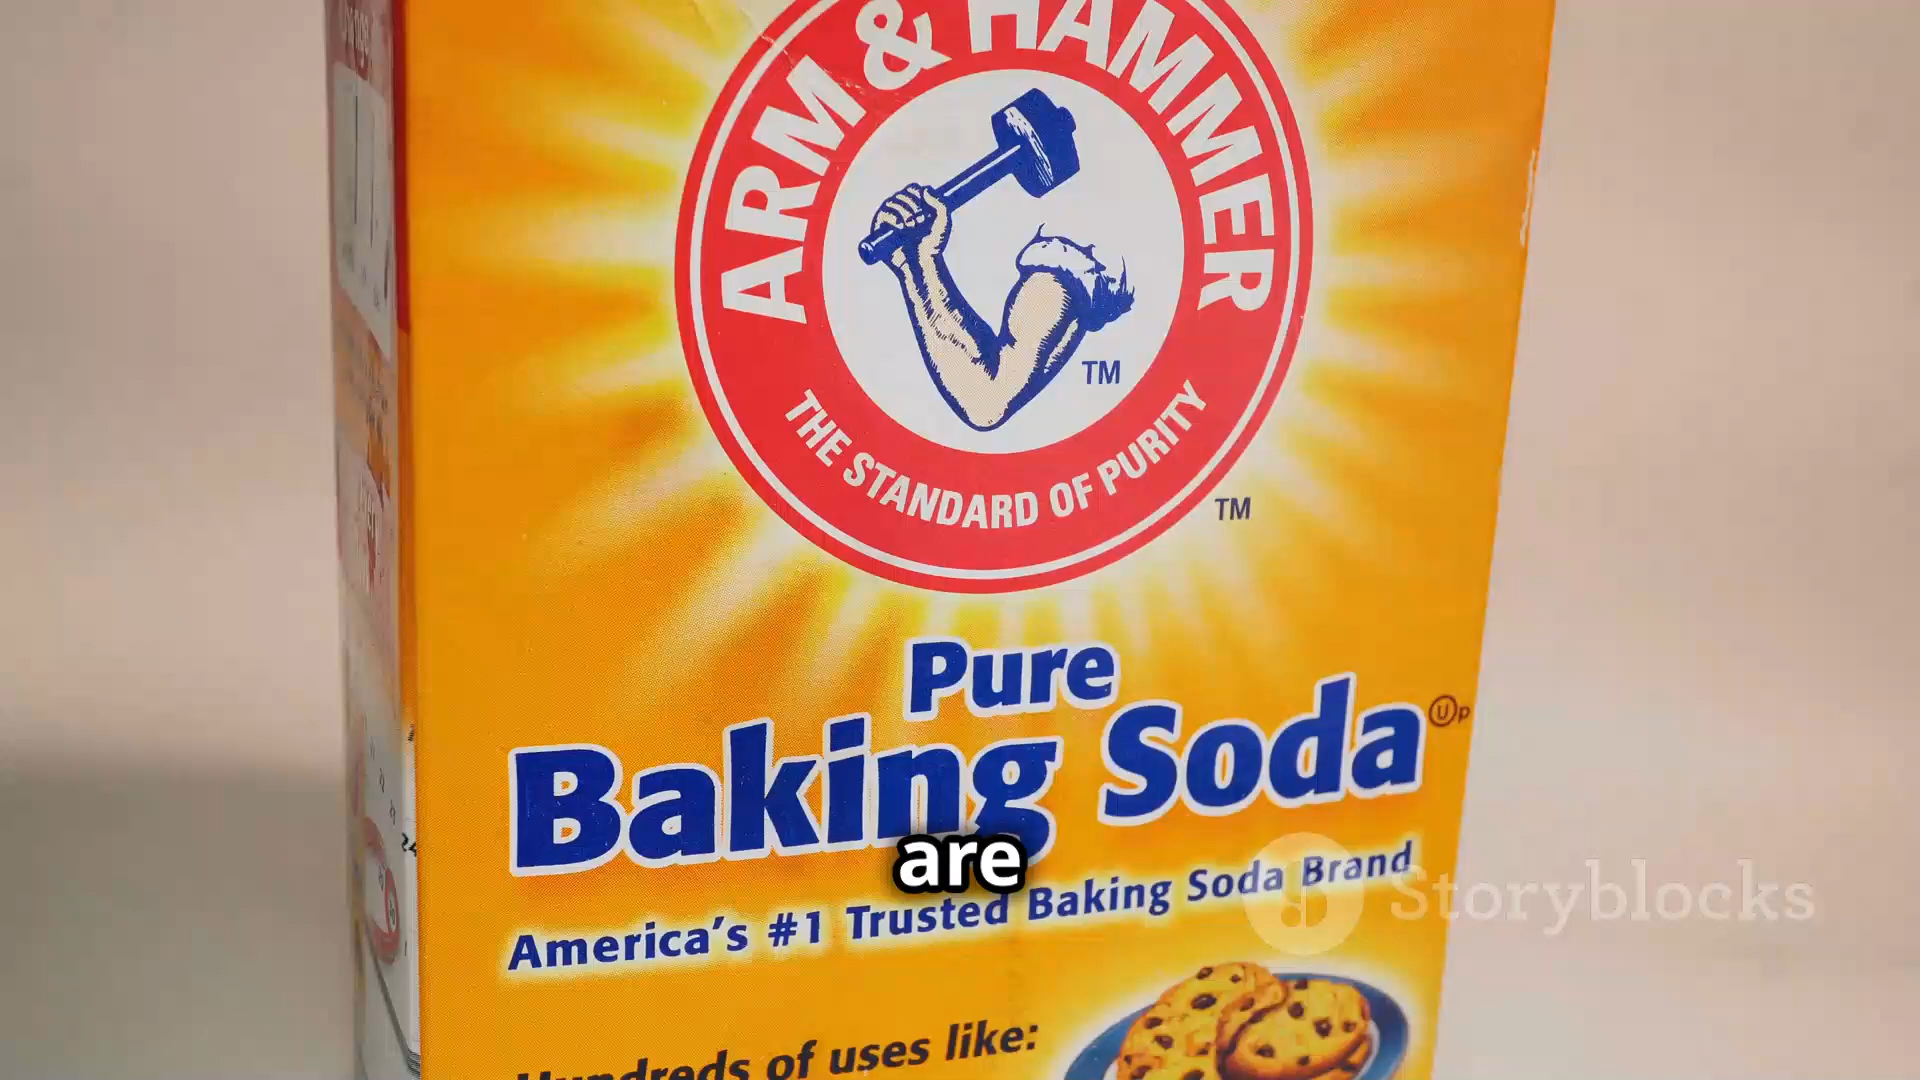 ARM & HAMMER
TM
THE STANDARD OF PURITY
TM
Pure
Baking Soda
Up
are
America's #1 Trusted Baking Soda Brand
Storyblocks
Hundreds of uses like: